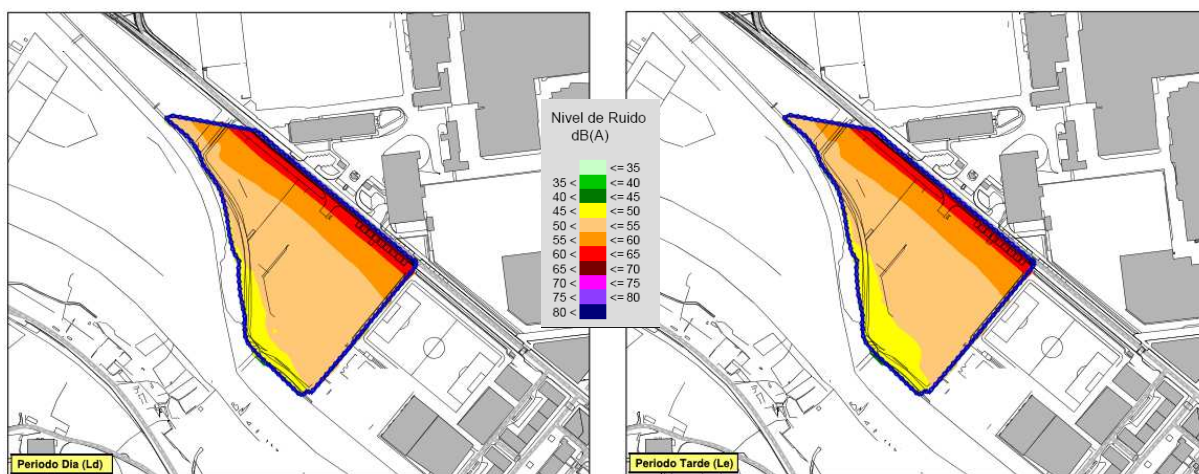 Nivel de Ruido
dB(A)
<= 35
35 < <= 40
40 < <= 45
45 < <= 50
50 < <= 55
55 < <= 60
60 < <= 65
65 < <= 70
70 < <= 75
75 < <= 80
80 <
Periodo Día (Ld)
Periodo Tarde (Le)